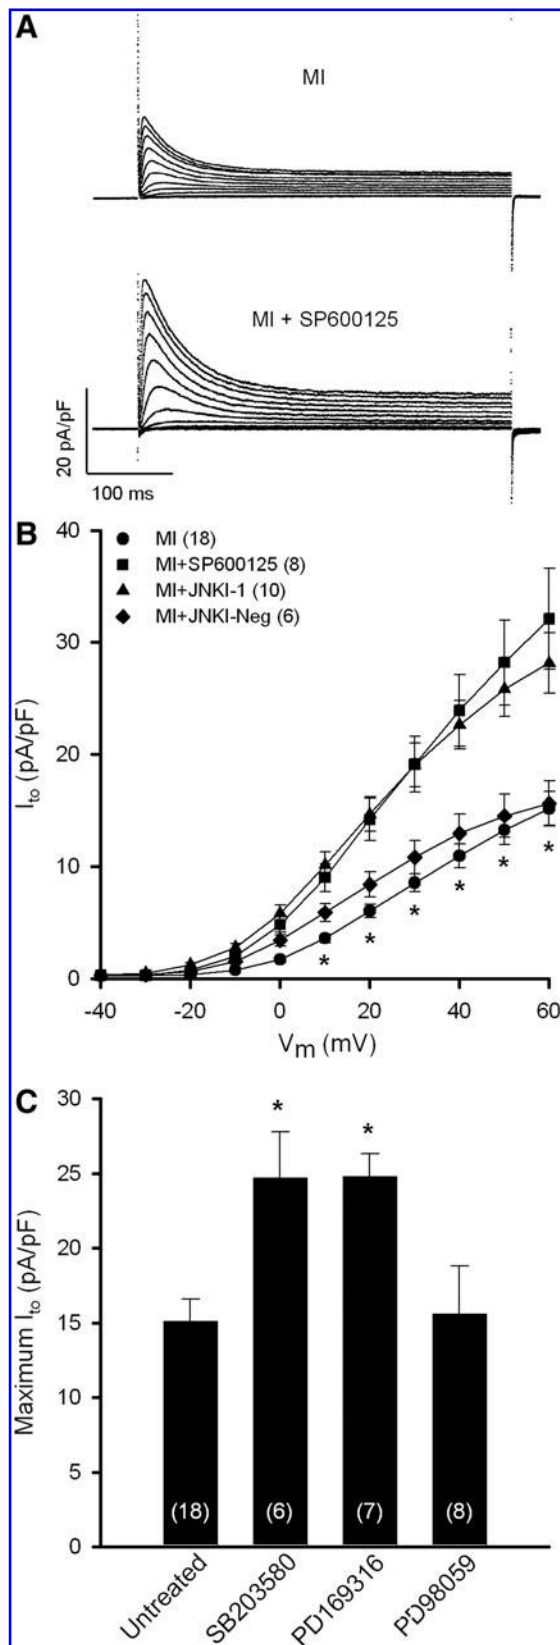 A
MI
MI + SP600125
20 pA/pF
100 ms
B
MI (18)
MI+SP600125 (8)
MI+JNKI-1 (10)
MI+JNKI-Neg (6)
40
30
20
10
0
Ito (pA/pF)
* * * * * *
-40 -20 0 20 40 60
Vm (mV)
C
30
25
20
15
10
5
0
Maximum Ito (pA/pF)
* *
(18) (6) (7) (8)
Untreated SB203580 PD169316 PD98059